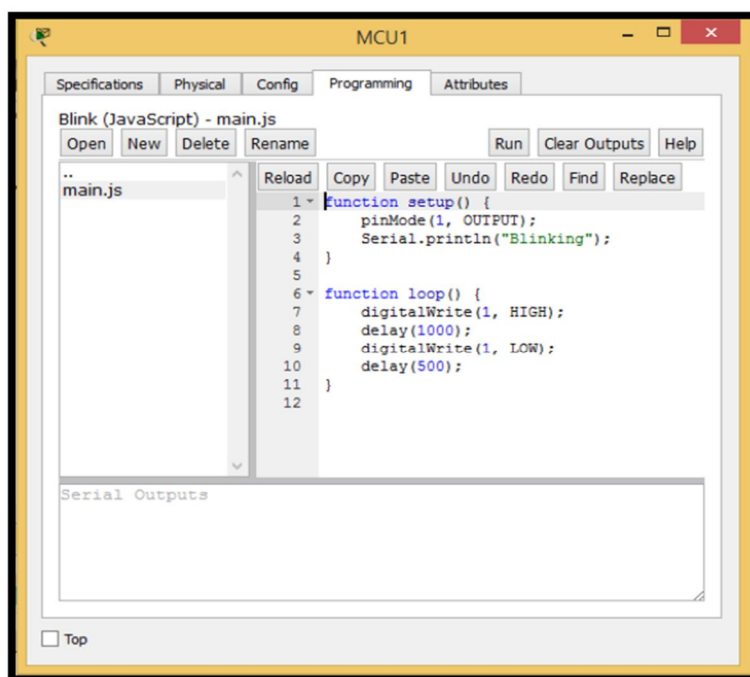 MCU1
Specifications Physical Config Programming Attributes
Blink (JavaScript) - main.js
Open New Delete Rename Run Clear Outputs Help
..
main.js
Reload Copy Paste Undo Redo Find Replace
1 function setup() {
2 pinMode(1, OUTPUT);
3 Serial.println("Blinking");
4 }
5
6 function loop() {
7 digitalWrite(1, HIGH);
8 delay(1000);
9 digitalWrite(1, LOW);
10 delay(500);
11 }
12
Serial Outputs
Top